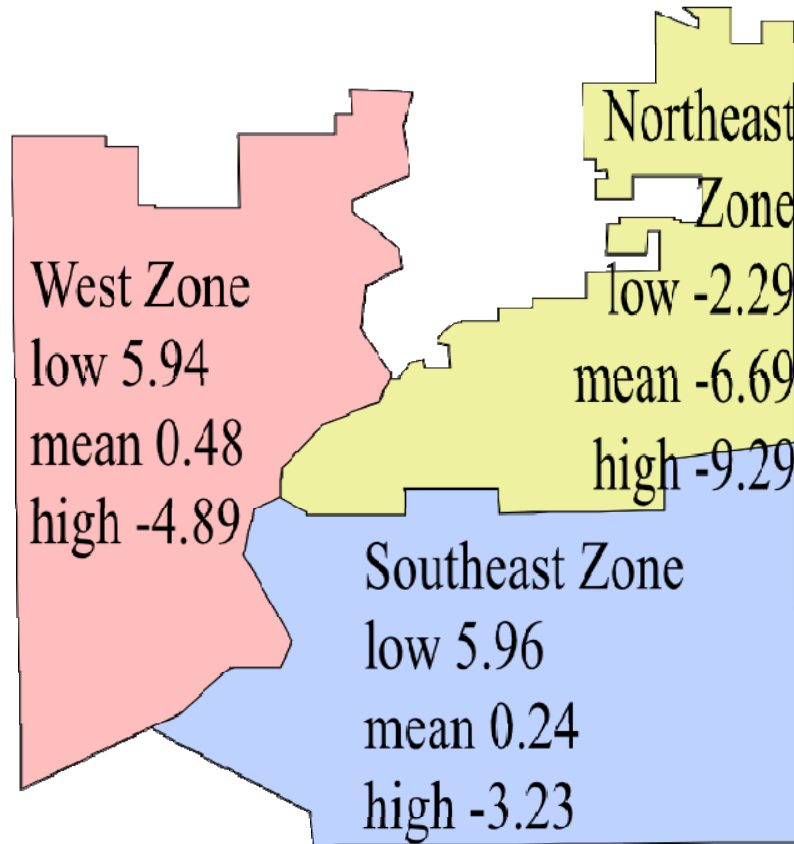 Northeast
Zone
low -2.29
mean -6.69
high -9.29
West Zone
low 5.94
mean 0.48
high -4.89
Southeast Zone
low 5.96
mean 0.24
high -3.23